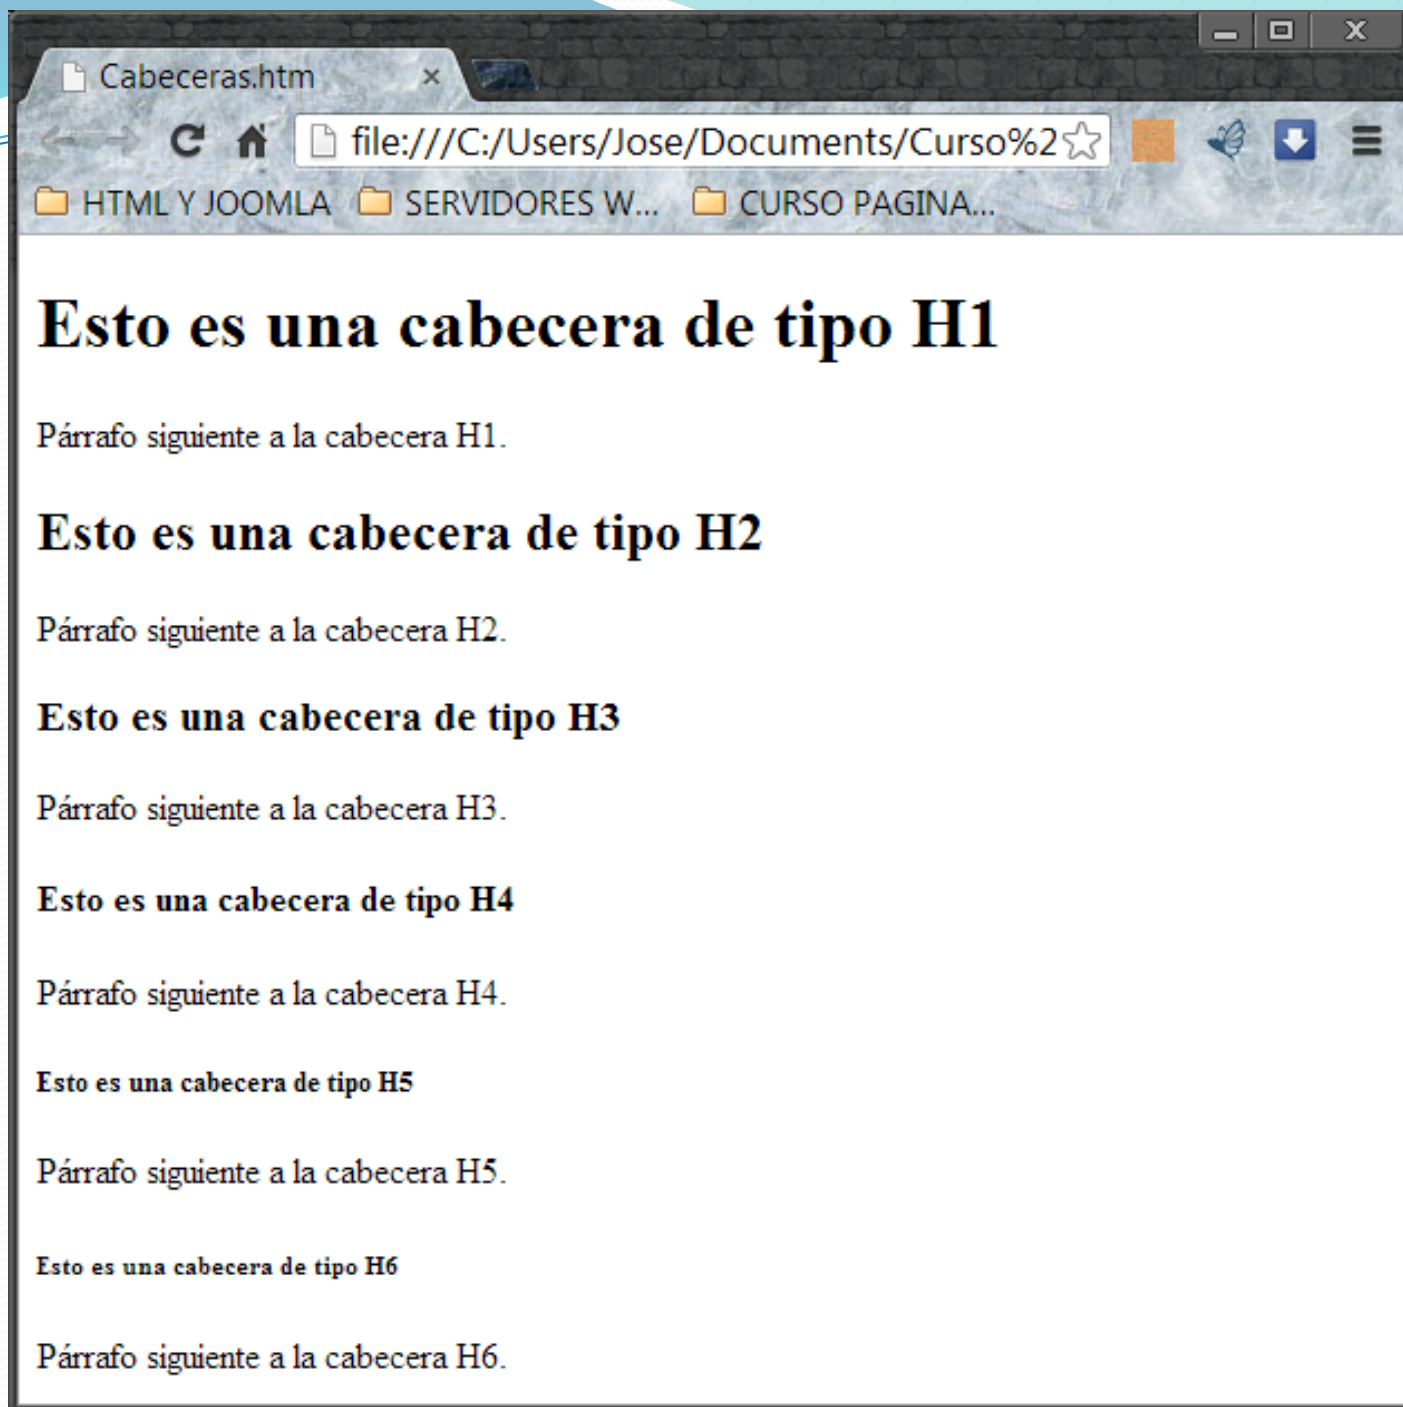 Cabeceras.htm
file:///C:/Users/Jose/Documents/Curso%2
HTML Y JOOMLA SERVIDORES W... CURSO PAGINA...
Esto es una cabecera de tipo H1
Párrafo siguiente a la cabecera H1.
Esto es una cabecera de tipo H2
Párrafo siguiente a la cabecera H2.
Esto es una cabecera de tipo H3
Párrafo siguiente a la cabecera H3.
Esto es una cabecera de tipo H4
Párrafo siguiente a la cabecera H4.
Esto es una cabecera de tipo H5
Párrafo siguiente a la cabecera H5.
Esto es una cabecera de tipo H6
Párrafo siguiente a la cabecera H6.